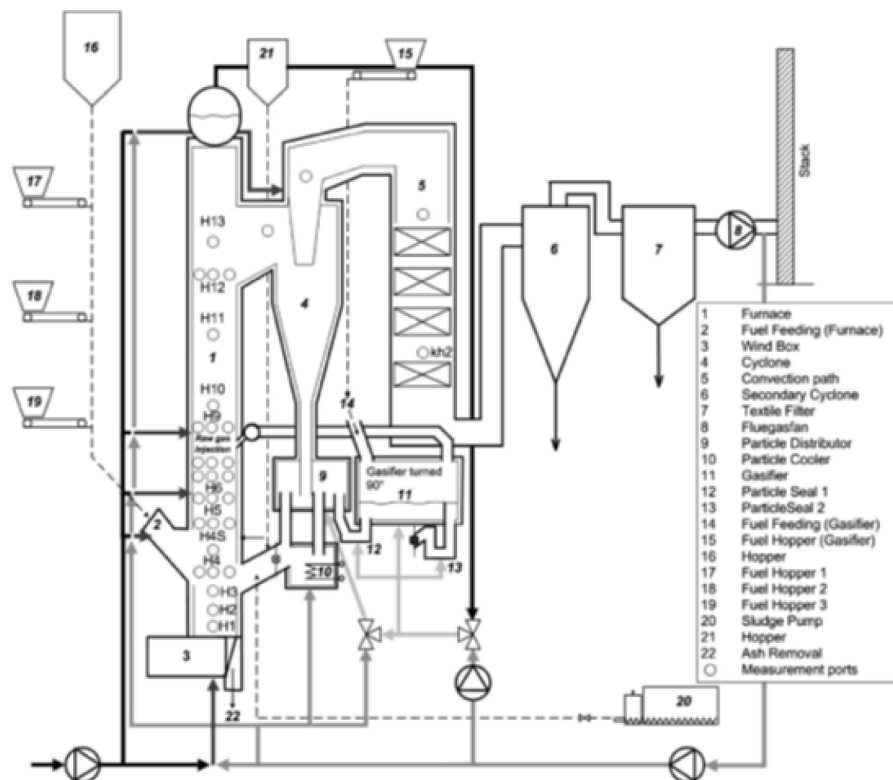 16
21
15
17
18
19
H13
H12
H11
1
H10
H9
Raw gas
Injection
H6
H5
H4S
H4
H3
H2
H1
2
3
22
4
5
kh2
14
Gasifier turned
90°
11
9
10
12
13
6
7
8
Stack
20
1 Furnace
2 Fuel Feeding (Furnace)
3 Wind Box
4 Cyclone
5 Convection path
6 Secondary Cyclone
7 Textile Filter
8 Fluegasfan
9 Particle Distributor
10 Particle Cooler
11 Gasifier
12 Particle Seal 1
13 ParticleSeal 2
14 Fuel Feeding (Gasifier)
15 Fuel Hopper (Gasifier)
16 Hopper
17 Fuel Hopper 1
18 Fuel Hopper 2
19 Fuel Hopper 3
20 Sludge Pump
21 Hopper
22 Ash Removal
Measurement ports